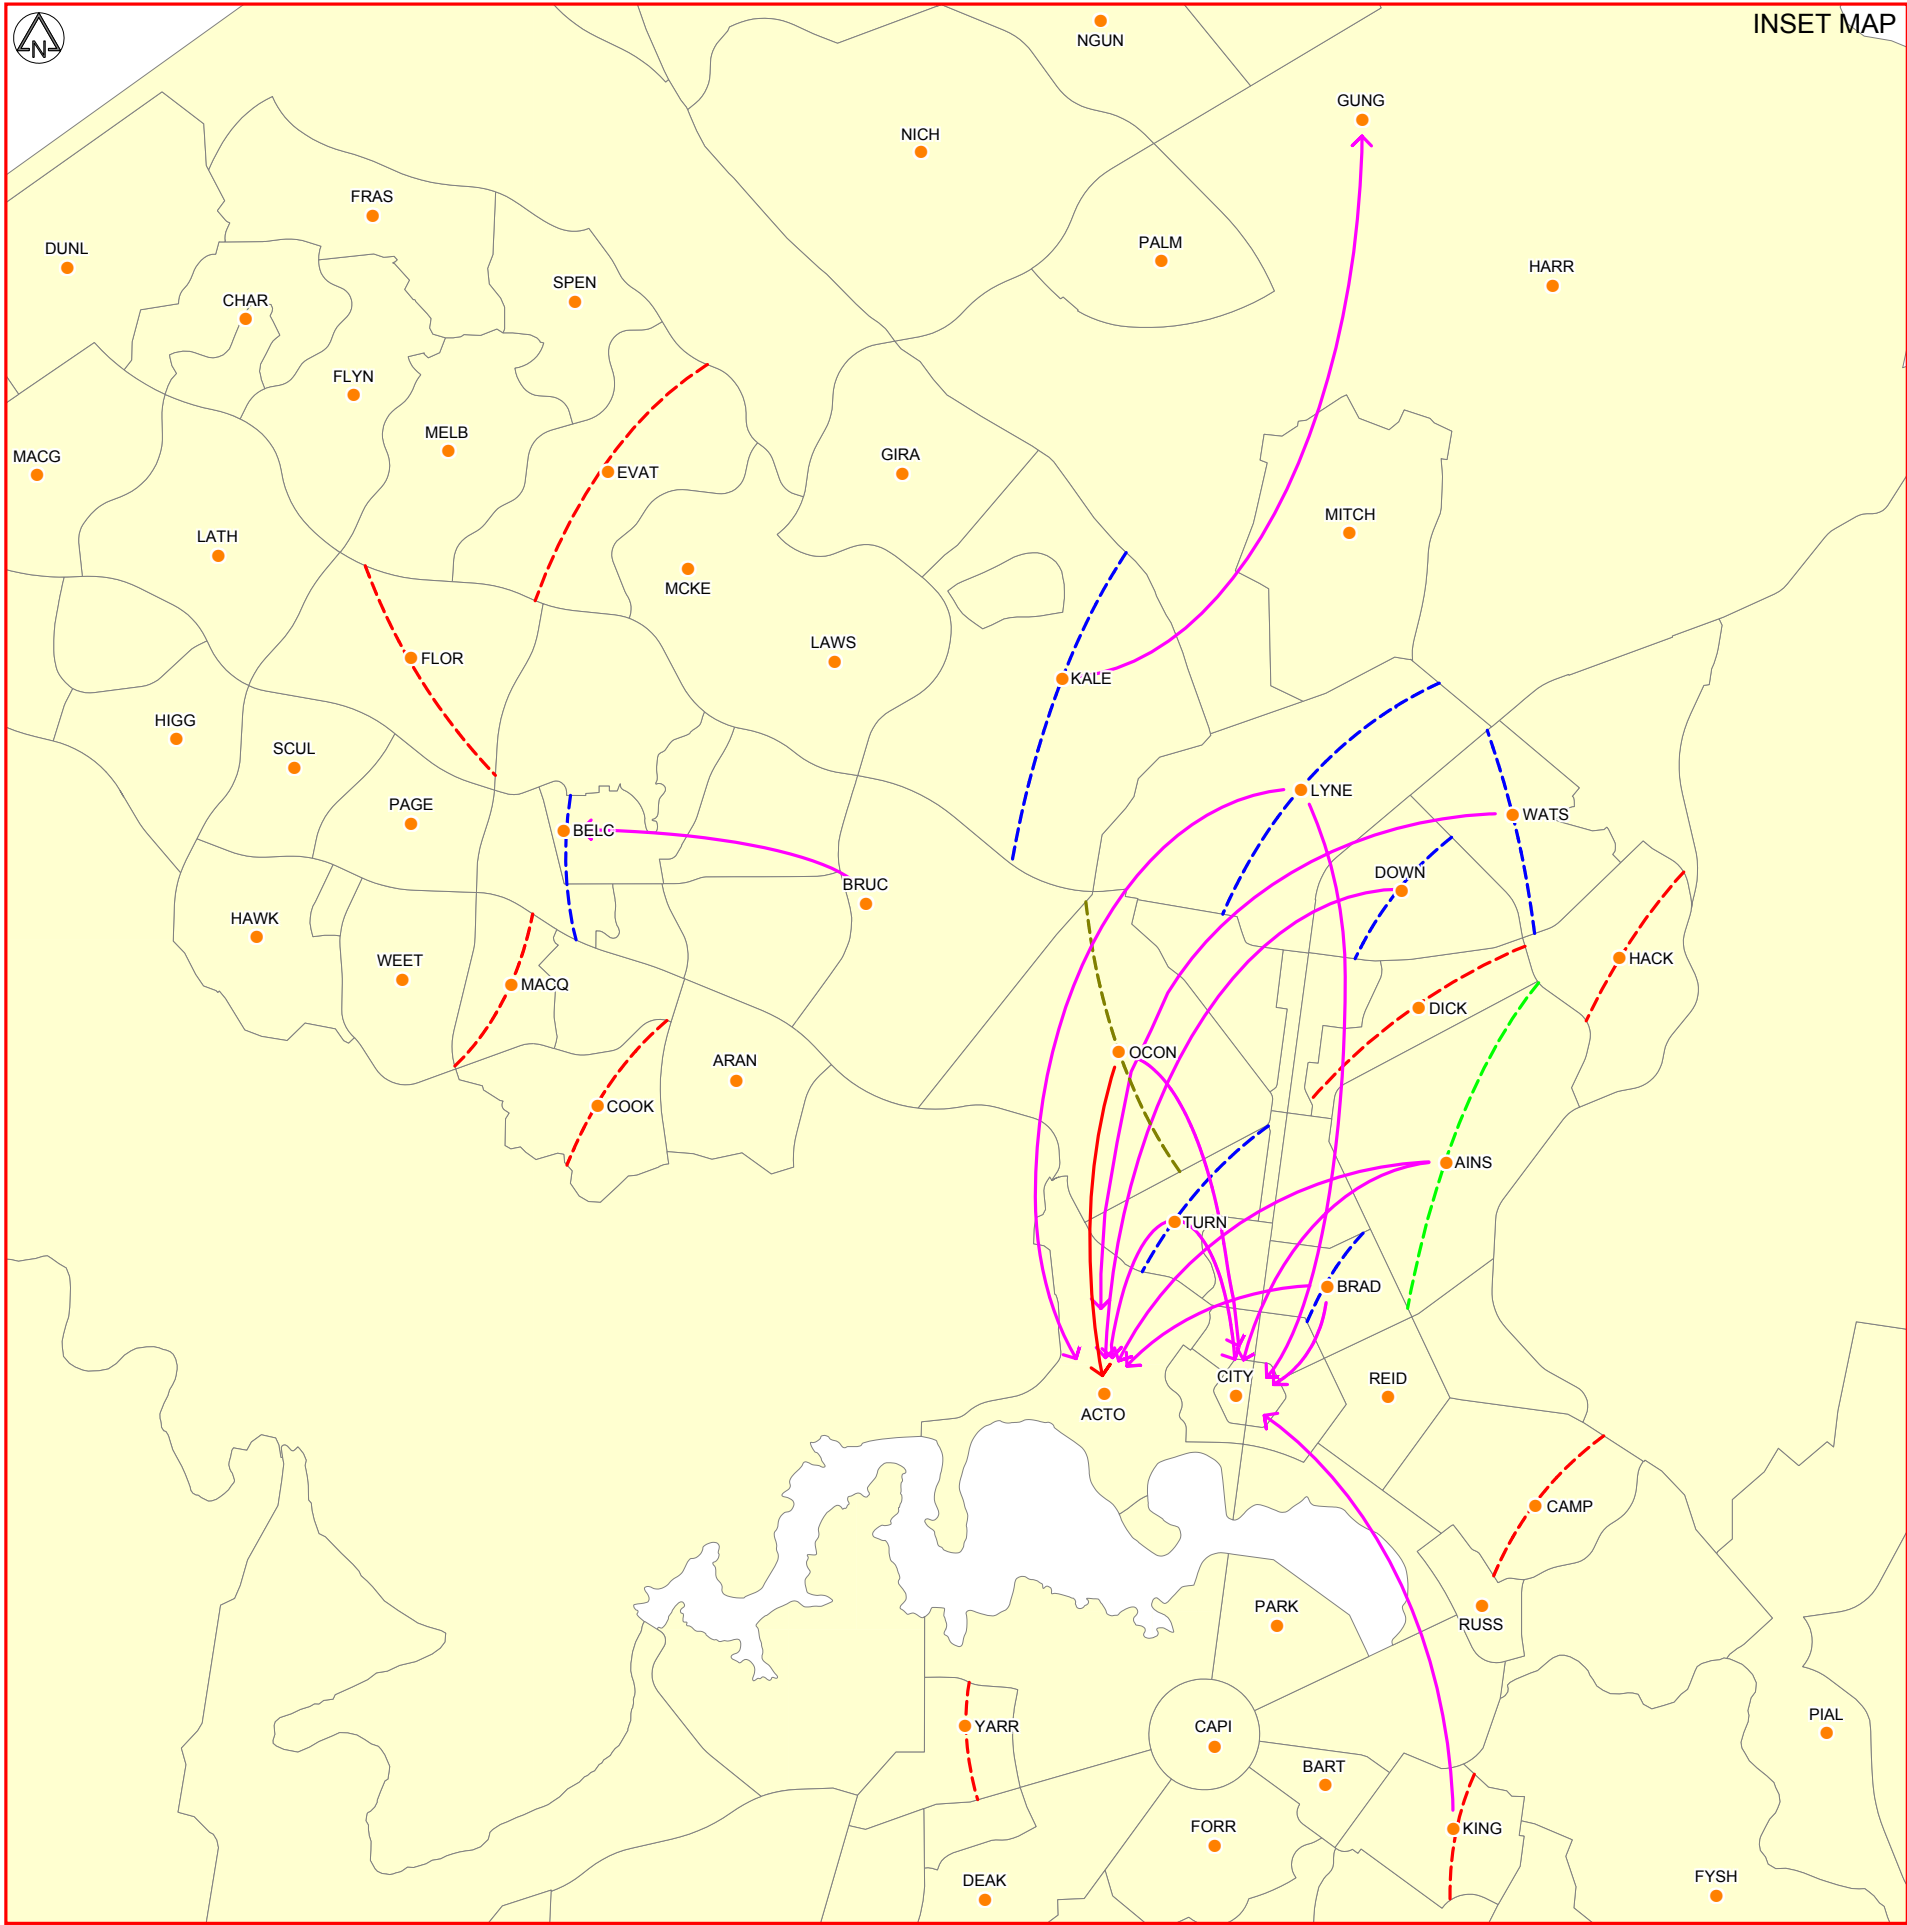 INSET MAP
N
NGUN
GUNG
NICH
FRAS
DUNL
PALM
HARR
SPEN
CHAR
FLYN
MELB
MACG
EVAT
GIRA
MITCH
LATH
MCKE
FLOR
LAWS
KALE
HIGG
SCUL
LYNE
PAGE
WATS
BELC
DOWN
BRUC
HAWK
WEET
HACK
MACQ
DICK
OCON
ARAN
COOK
AINS
TURN
BRAD
CITY
REID
ACTO
CAMP
PARK
RUSS
PIAL
YARR
CAPI
BART
FORR
KING
DEAK
FYSH